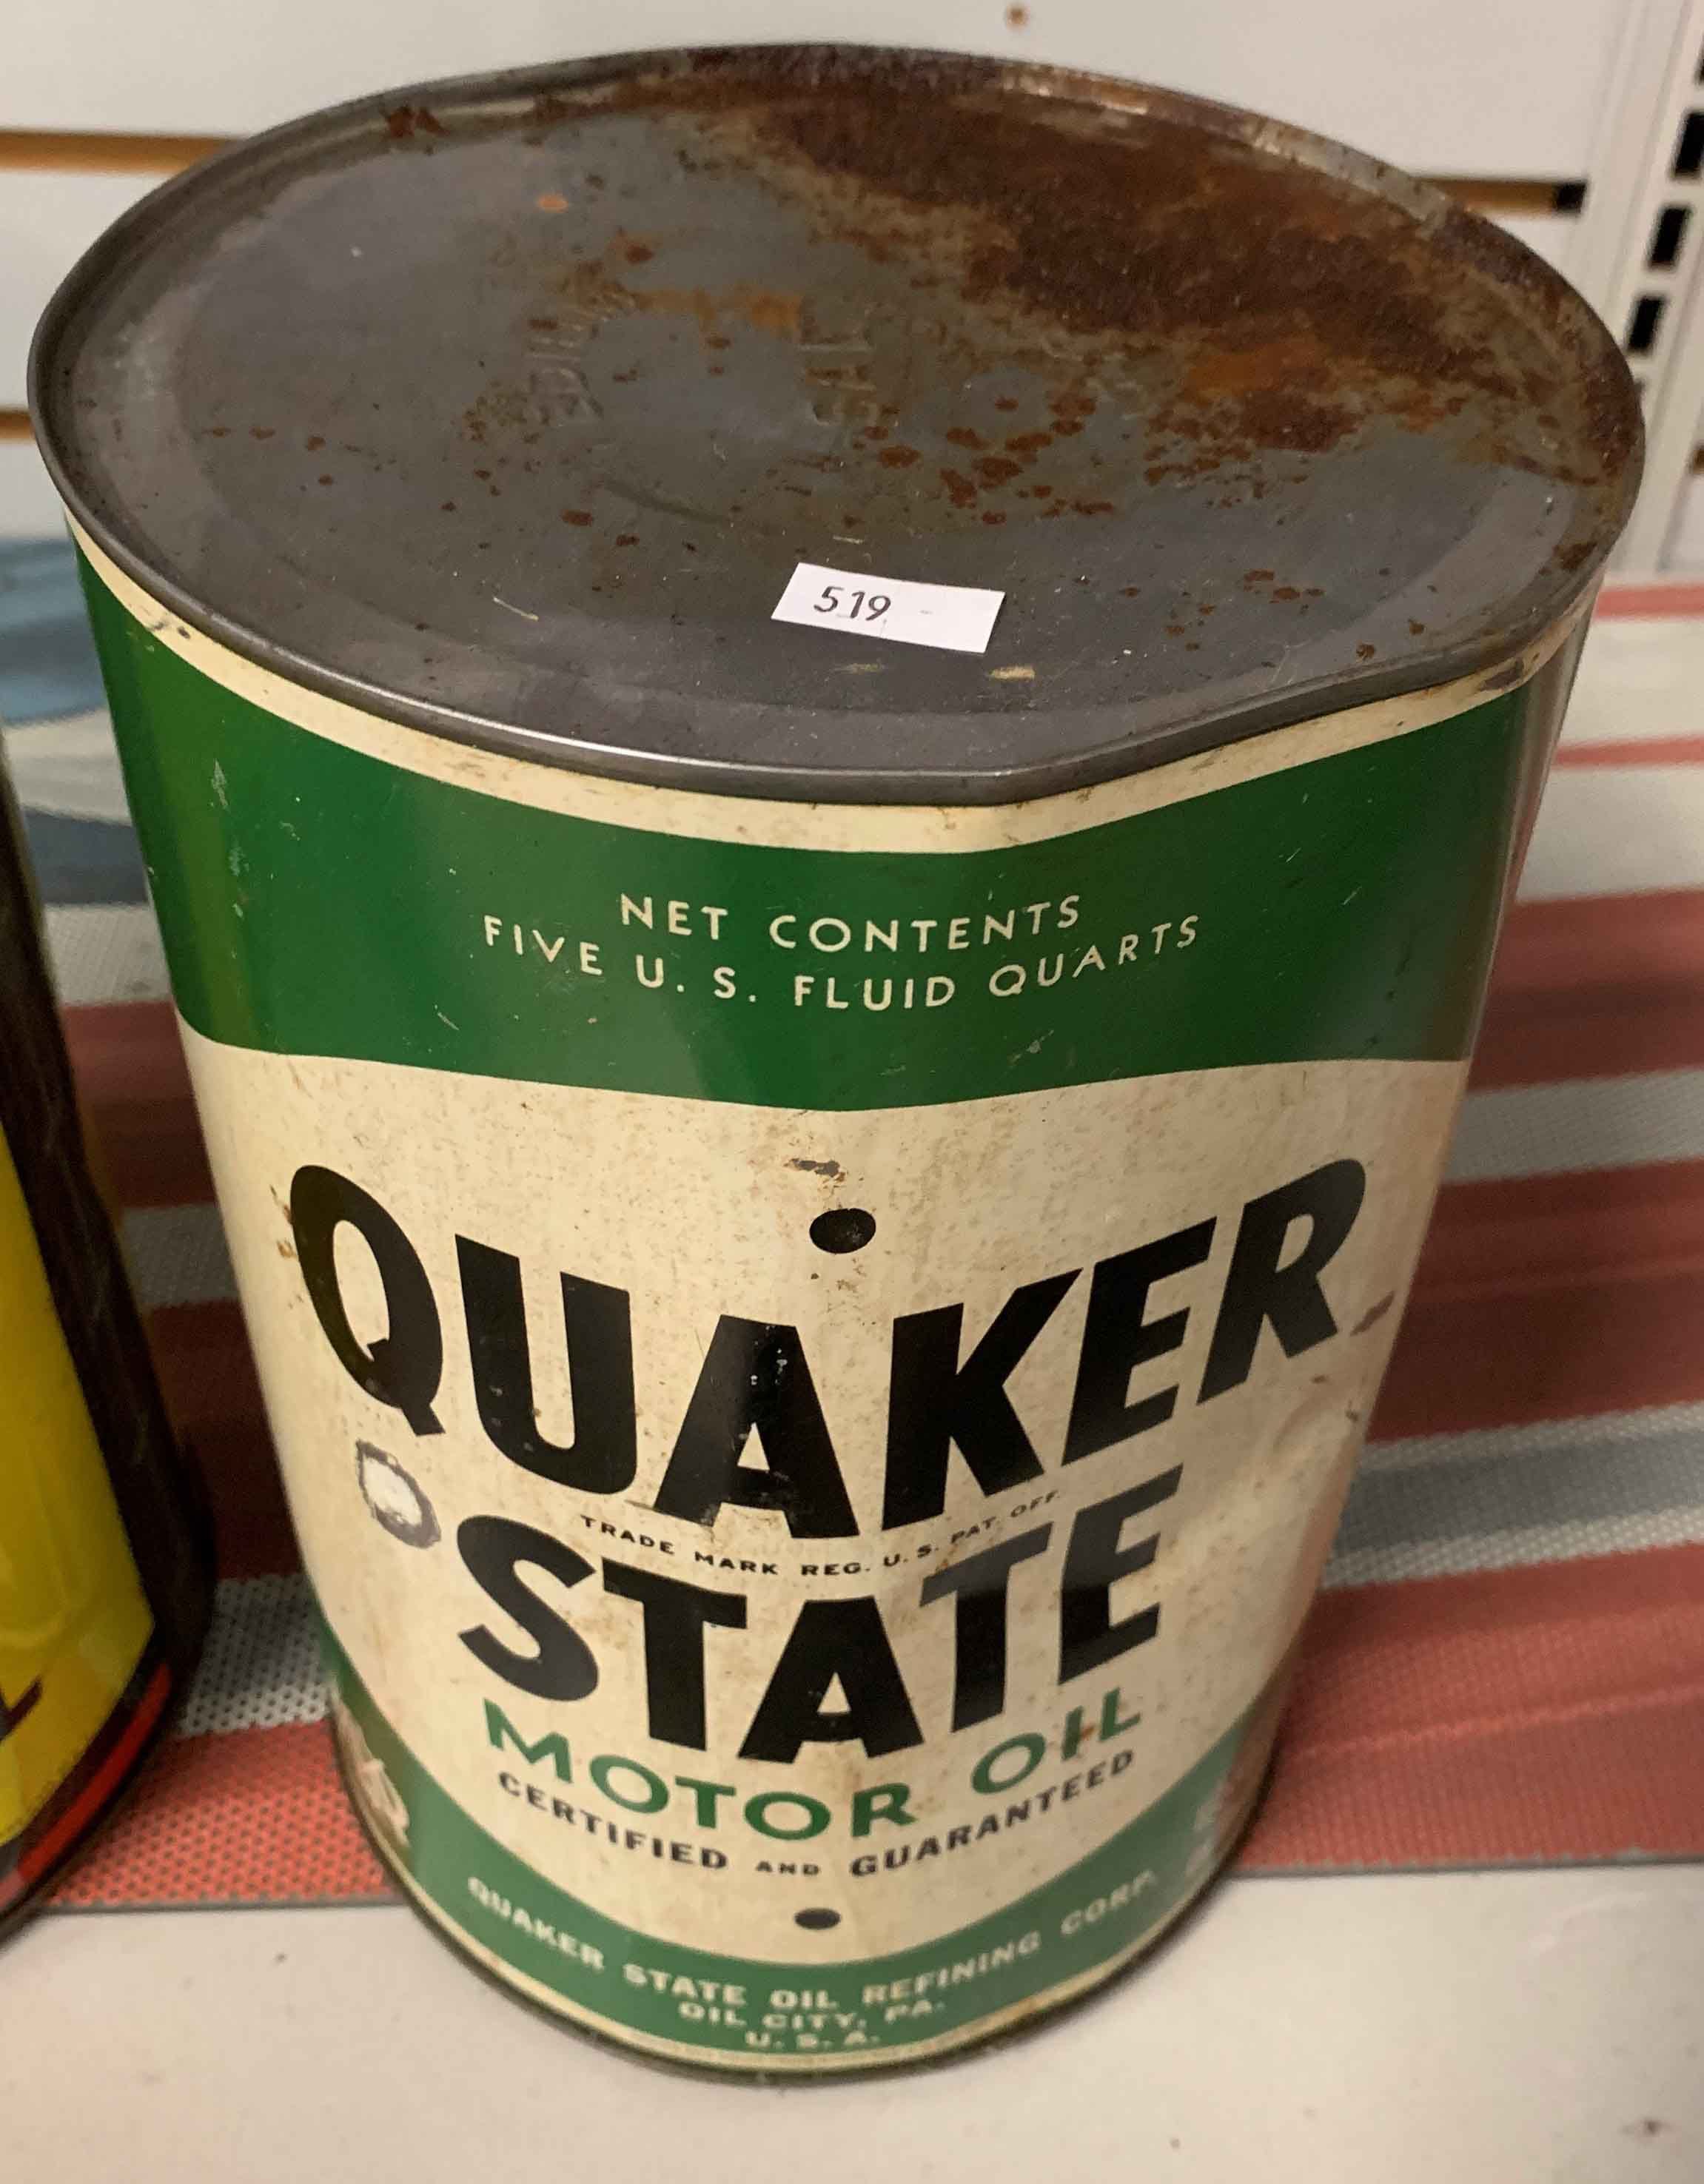 519
NET CONTENTS
FIVE U. S. FLUID QUARTS
QUAKER
TRADE MARK REG. U. S. PAT. OFF.
STATE
MOTOR OIL
CERTIFIED AND GUARANTEED
QUAKER STATE OIL REFINING CORP.
OIL CITY, PA.
U. S. A.